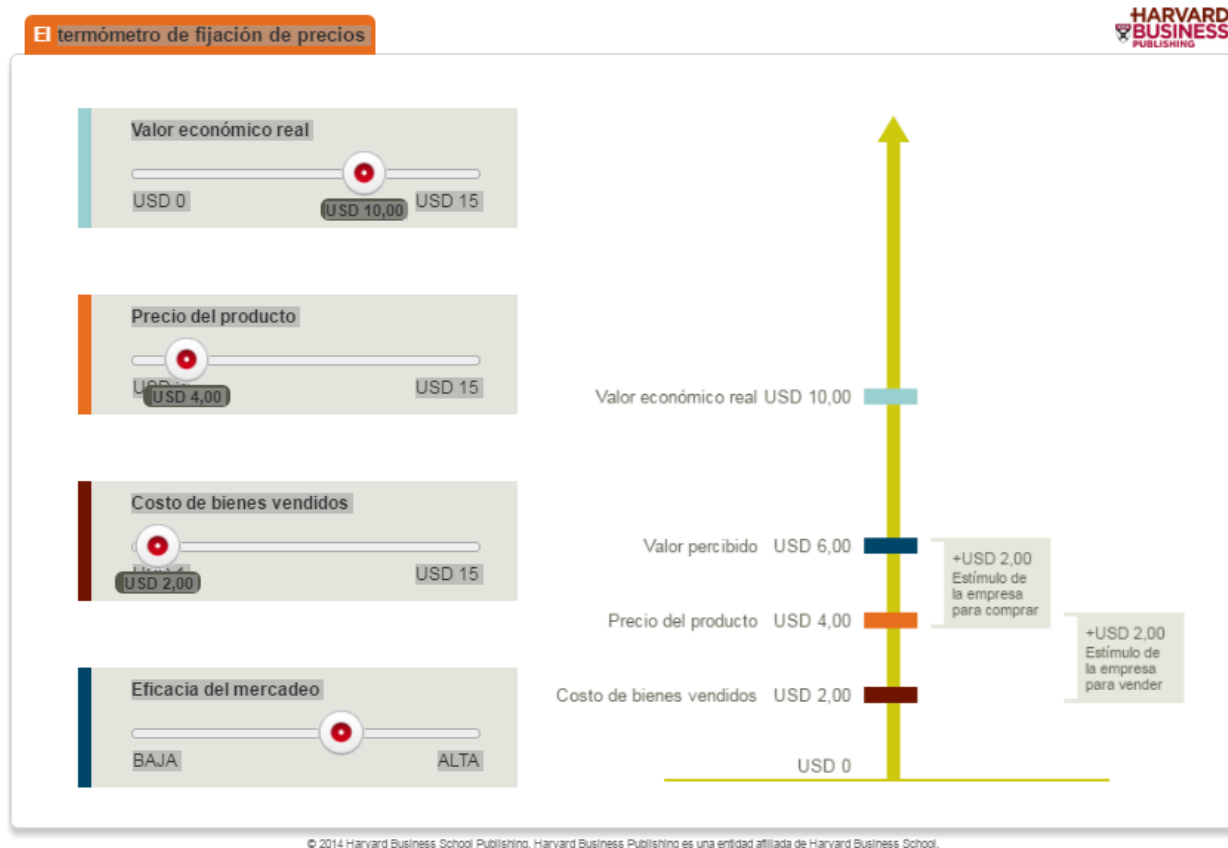 El termómetro de fijación de precios
HARVARD
BUSINESS
PUBLISHING
Valor económico real
USD 0
USD 10,00
USD 15
Precio del producto
USD 4,00
USD 15
Costo de bienes vendidos
USD 2,00
USD 15
Eficacia del mercadeo
BAJA
ALTA
Valor económico real USD 10,00
Valor percibido USD 6,00
+USD 2,00
Estímulo de
la empresa
para comprar
Precio del producto USD 4,00
+USD 2,00
Estímulo de
la empresa
para vender
Costo de bienes vendidos USD 2,00
USD 0
© 2014 Harvard Business School Publishing. Harvard Business Publishing es una entidad afiliada de Harvard Business School.